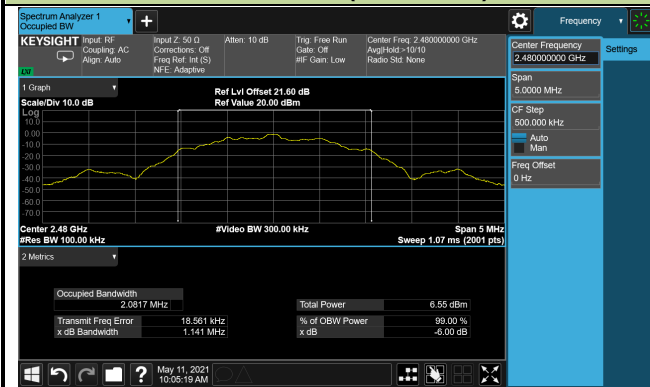 Spectrum Analyzer 1
Occupied BW
Frequency
KEYSIGHT
Input: RF
Coupling: AC
Align: Auto
Input Z: 50 Ω
Corrections: Off
Freq Ref: Int (S)
NFE: Adaptive
Atten: 10 dB
Trig: Free Run
Gate: Off
#IF Gain: Low
Center Freq: 2.480000000 GHz
Avg|Hold:>10/10
Radio Std: None
Center Frequency
2.480000000 GHz
Settings
Span
5.0000 MHz
CF Step
500.000 kHz
Auto
Man
Freq Offset
0 Hz
1 Graph
Scale/Div 10.0 dB
Ref Lvl Offset 21.60 dB
Ref Value 20.00 dBm
Log
10.0
0.00
-10.0
-20.0
-30.0
-40.0
-50.0
-60.0
-70.0
Center 2.48 GHz
#Video BW 300.00 kHz
Span 5 MHz
#Res BW 100.00 kHz
Sweep 1.07 ms (2001 pts)
2 Metrics
Occupied Bandwidth
2.0817 MHz
Total Power
6.55 dBm
Transmit Freq Error
18.561 kHz
% of OBW Power
99.00 %
x dB Bandwidth
1.141 MHz
x dB
-6.00 dB
May 11, 2021
10:05:19 AM